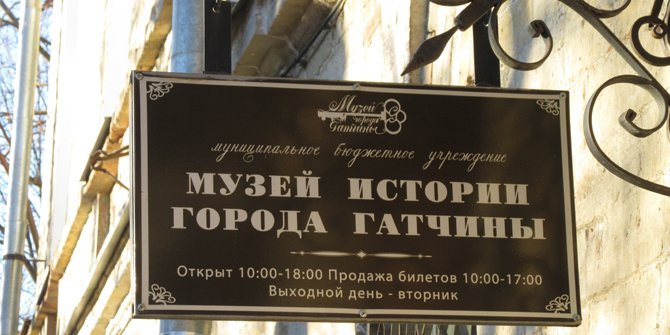 Музей
города
Гатчины
муниципальное бюджетное учреждение
МУЗЕЙ ИСТОРИИ
ГОРОДА ГАТЧИНЫ
Открыт 10:00-18:00 Продажа билетов 10:00-17:00
Выходной день - вторник